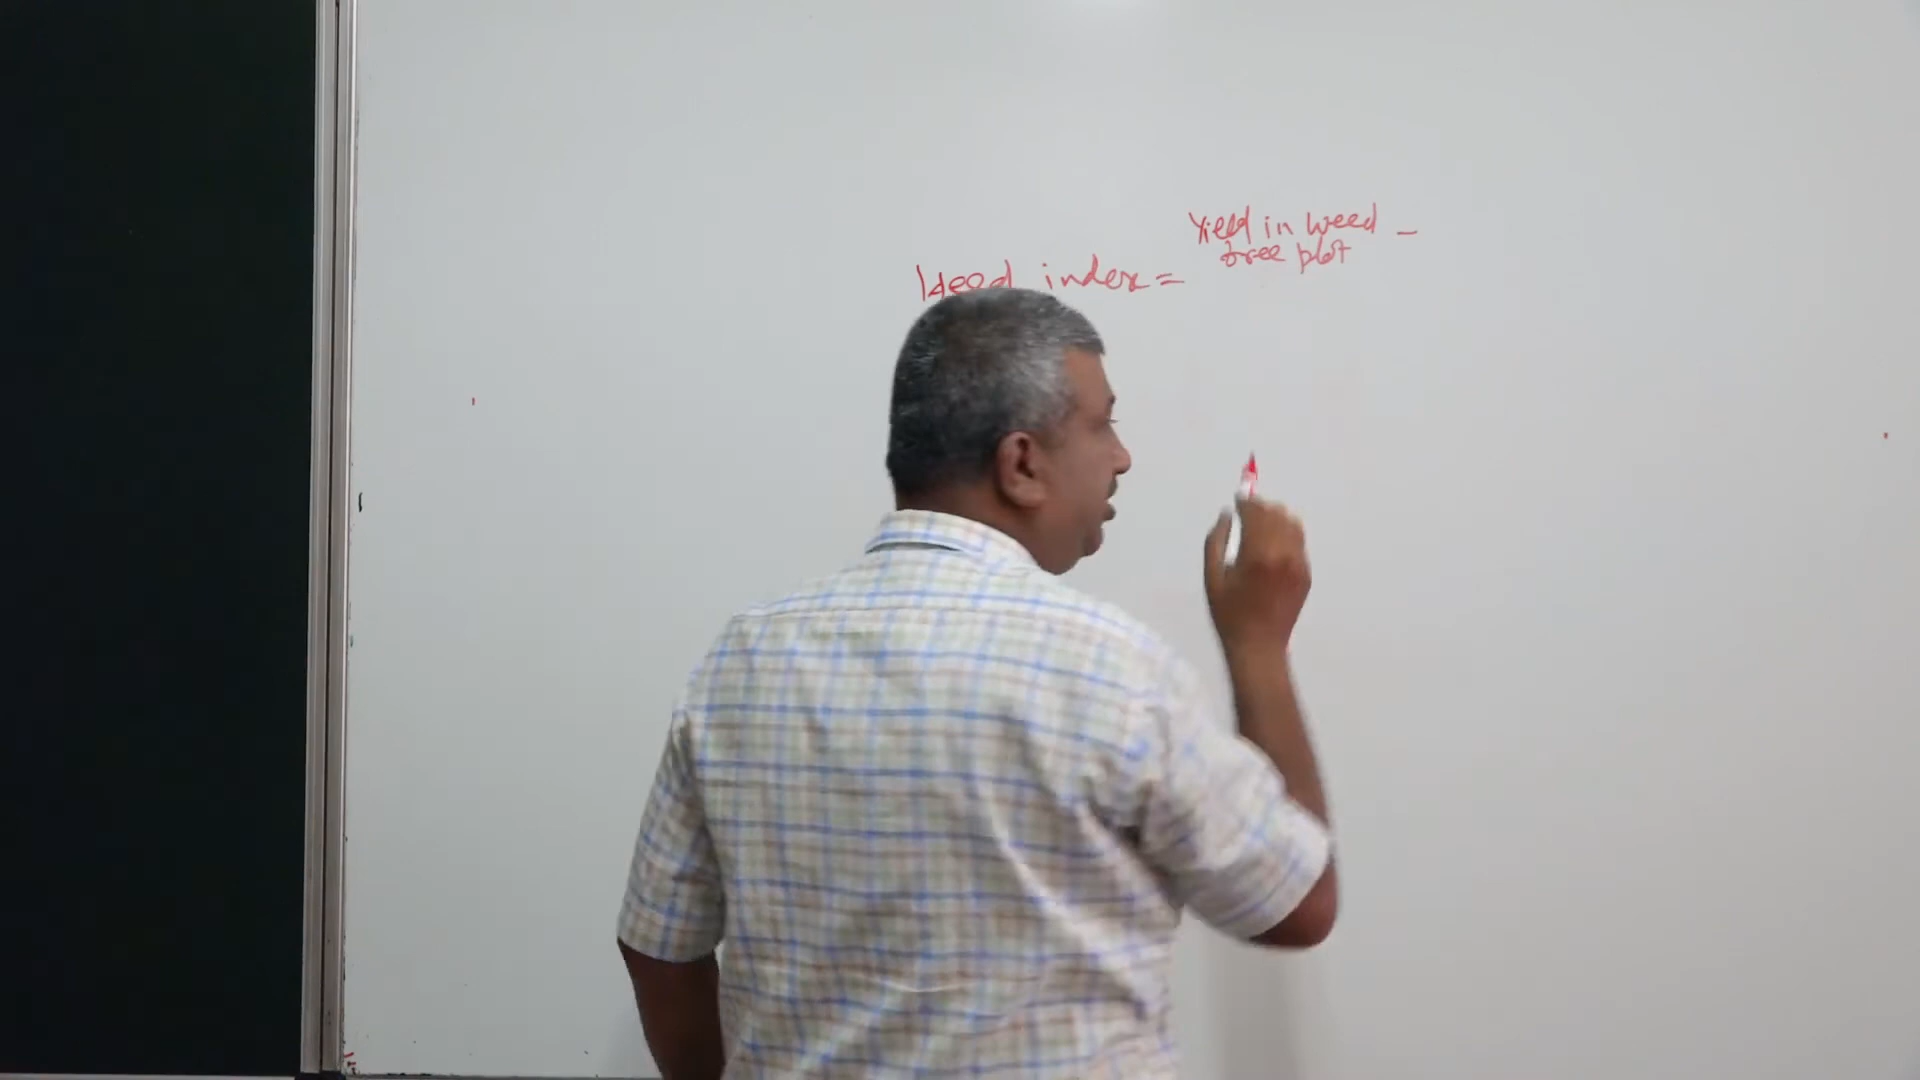 Yield in weed –
free plot
Weed index =